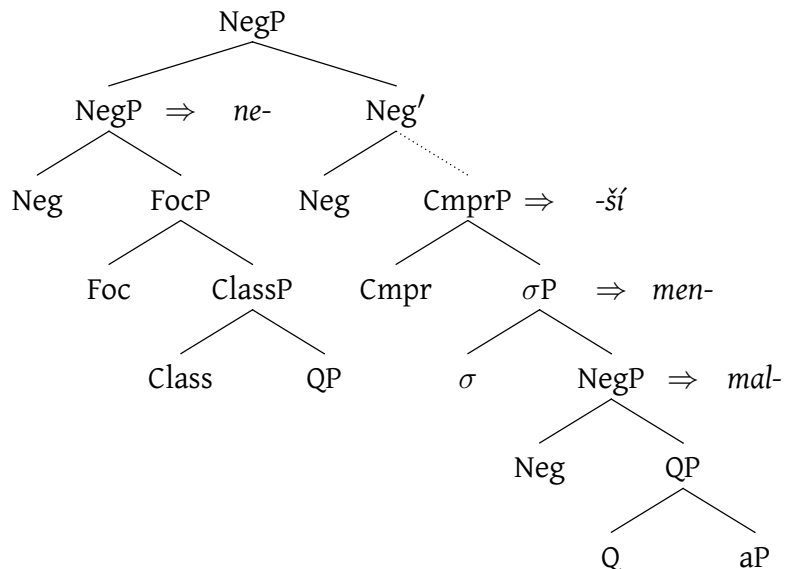 NegP
NegP ⇒ ne- Neg′
Neg FocP Neg CmprP ⇒ -ší
Foc ClassP Cmpr σP ⇒ men-
Class QP σ NegP ⇒ mal-
Neg QP
Q aP